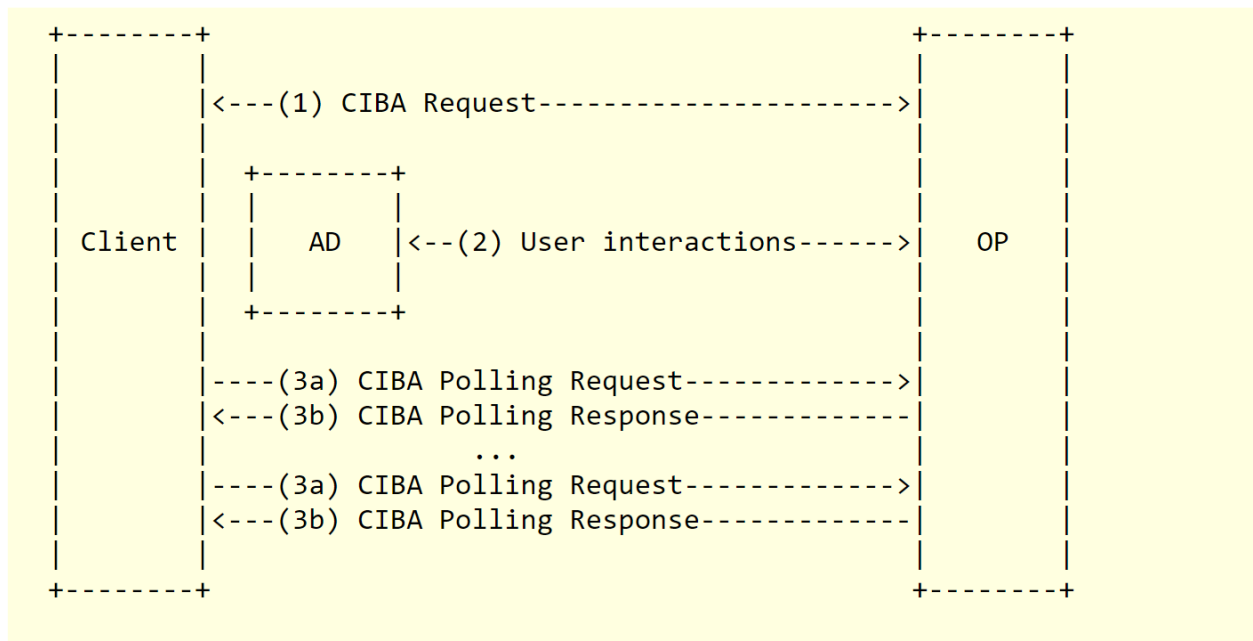 +--------+ +--------+
| | | |
| |<---(1) CIBA Request---------------------->| |
| | | |
| | +--------+ | |
| | | | | |
| Client | | AD |<--(2) User interactions------>| OP |
| | | | | |
| | +--------+ | |
| | | |
| |----(3a) CIBA Polling Request------------->| |
| |<---(3b) CIBA Polling Response-------------| |
| | ... | |
| |----(3a) CIBA Polling Request------------->| |
| |<---(3b) CIBA Polling Response-------------| |
| | | |
+--------+ +--------+